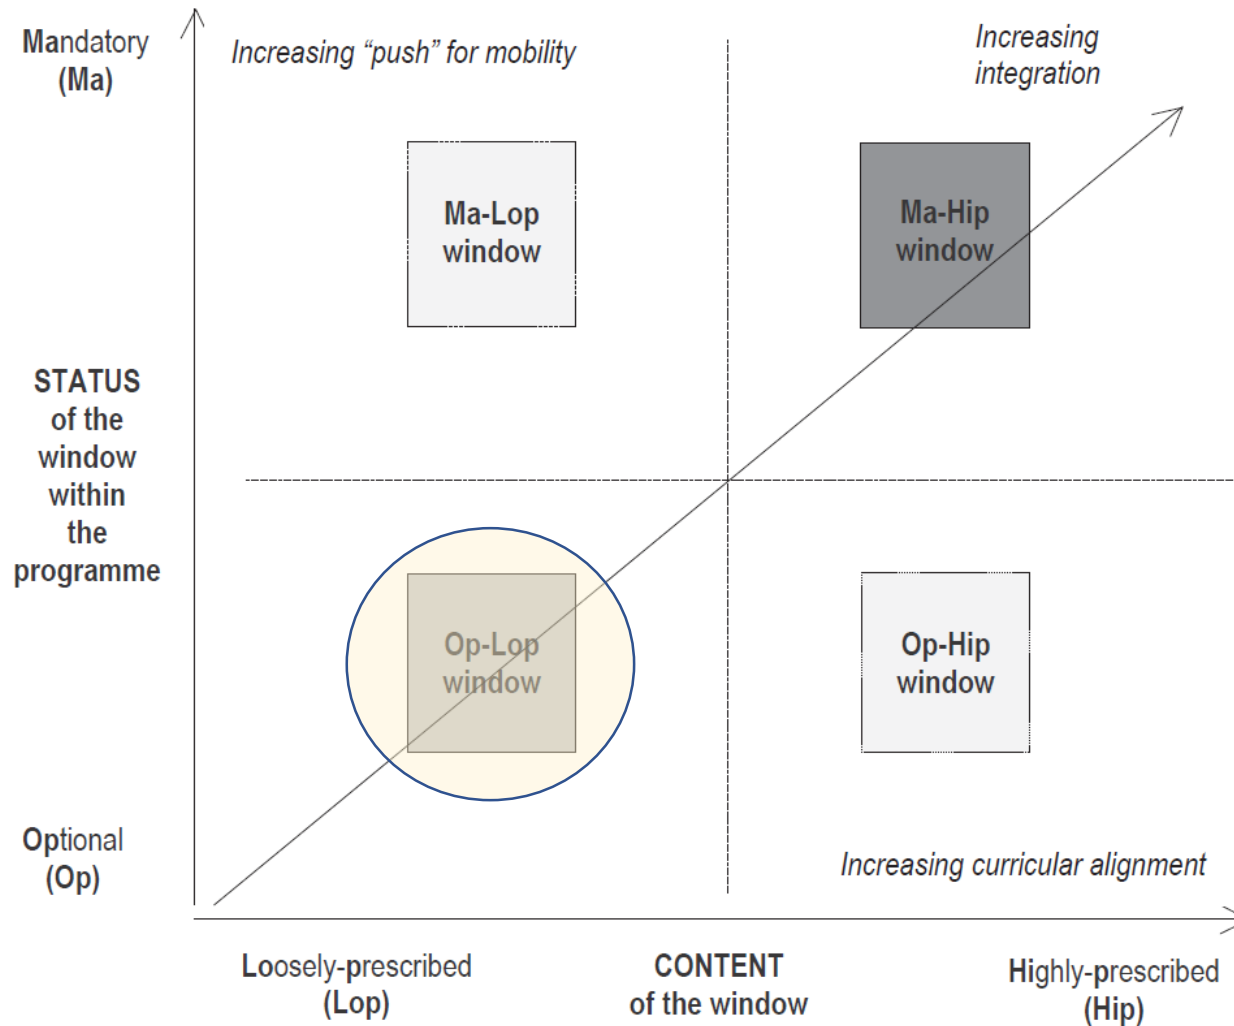 Mandatory
(Ma)
Increasing “push” for mobility
Increasing
integration
Ma-Lop
window
Ma-Hip
window
STATUS
of the
window
within
the
programme
Op-Lop
window
Op-Hip
window
Optional
(Op)
Increasing curricular alignment
Loosely-prescribed
(Lop)
CONTENT
of the window
Highly-prescribed
(Hip)